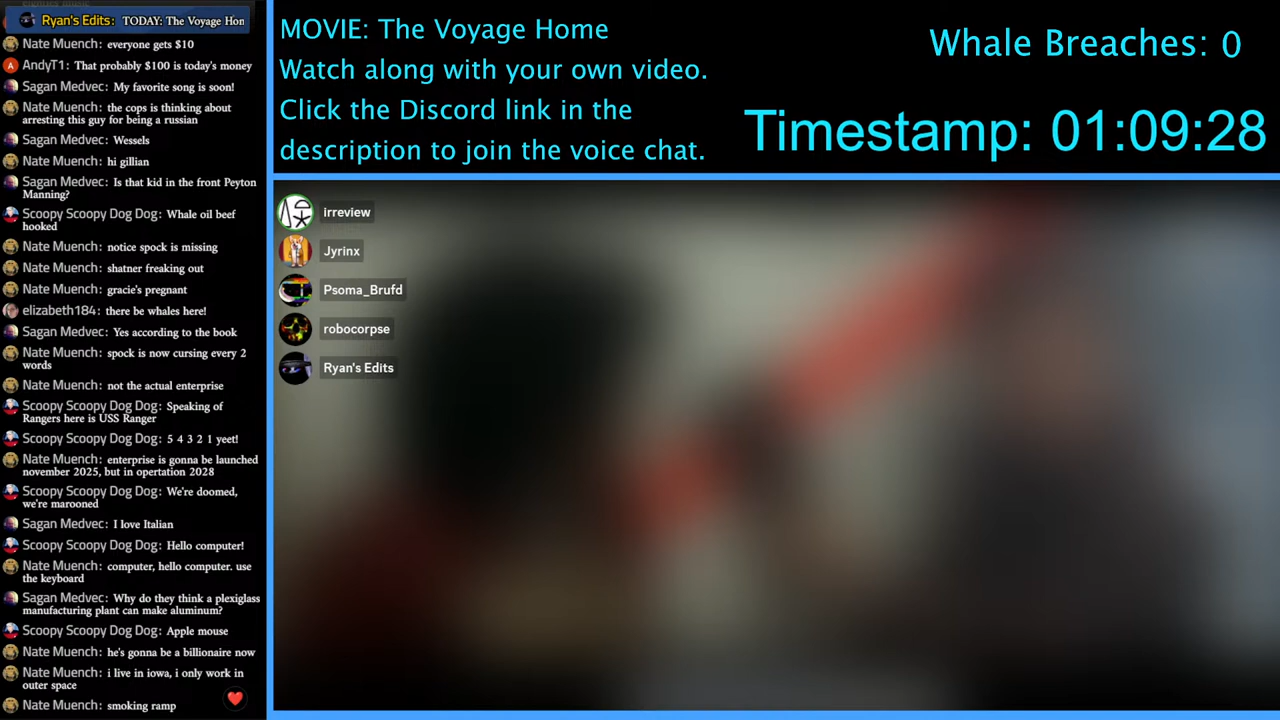 Ryan's Edits: TODAY: The Voyage Hon
Nate Muench: everyone gets $10
AndyT1: That probably $100 is today's money
Sagan Medvec: My favorite song is soon!
Nate Muench: the cops is thinking about
arresting this guy for being a russian
Sagan Medvec: Wessels
Nate Muench: hi gillian
Sagan Medvec: Is that kid in the front Peyton
Manning?
Scoopy Scoopy Dog Dog: Whale oil beef
hooked
Nate Muench: notice spock is missing
Nate Muench: shatner freaking out
Nate Muench: gracie's pregnant
elizabeth184: there be whales here!
Sagan Medvec: Yes according to the book
Nate Muench: spock is now cursing every 2
words
Nate Muench: not the actual enterprise
Scoopy Scoopy Dog Dog: Speaking of
Rangers here is USS Ranger
Scoopy Scoopy Dog Dog: 5 4 3 2 1 yeet!
Nate Muench: enterprise is gonna be launched
november 2025, but in opertation 2028
Scoopy Scoopy Dog Dog: We're doomed,
we're marooned
Sagan Medvec: I love Italian
Scoopy Scoopy Dog Dog: Hello computer!
Nate Muench: computer, hello computer. use
the keyboard
Sagan Medvec: Why do they think a plexiglass
manufacturing plant can make aluminum?
Scoopy Scoopy Dog Dog: Apple mouse
Nate Muench: he's gonna be a billionaire now
Nate Muench: i live in iowa, i only work in
outer space
Nate Muench: smoking ramp
MOVIE: The Voyage Home
Watch along with your own video.
Click the Discord link in the
description to join the voice chat.
Whale Breaches: 0
Timestamp: 01:09:28
irreview
Jyrinx
Psoma_Brufd
robocorpse
Ryan's Edits